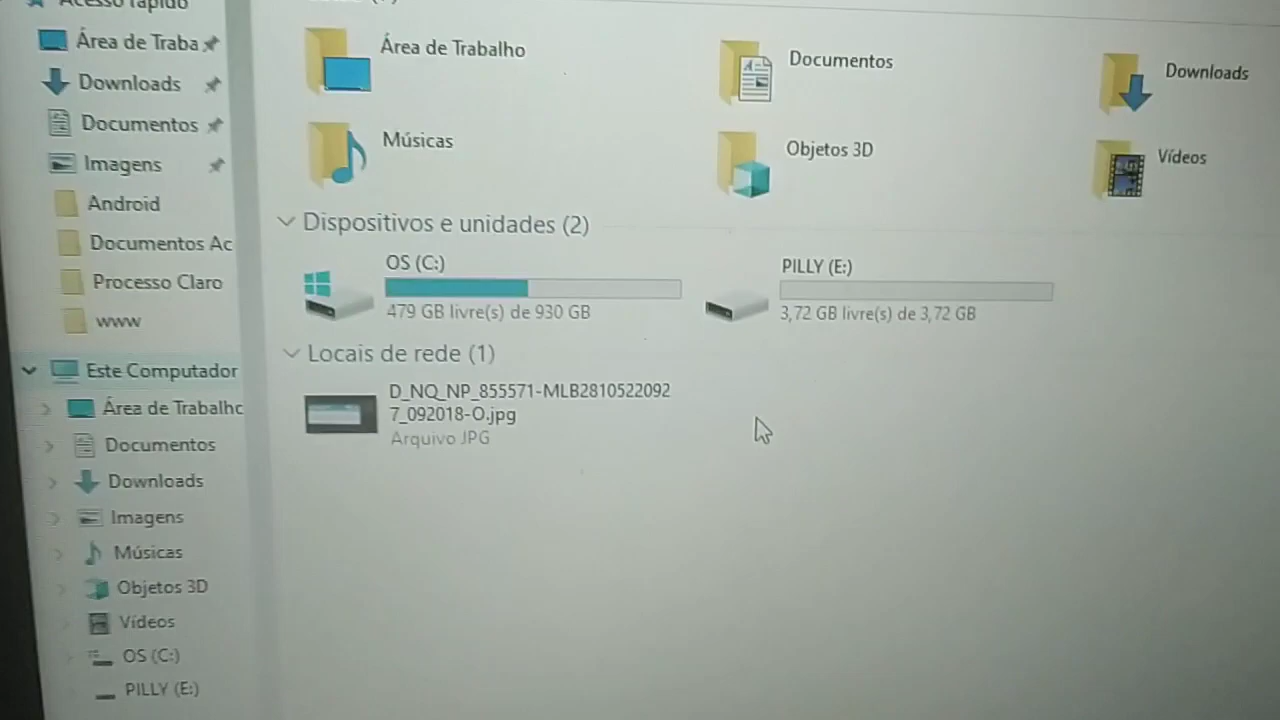 Acesso rápido
Área de Traba
Downloads
Documentos
Imagens
Android
Documentos Ac
Processo Claro
www
Este Computador
Área de Trabalhc
Documentos
Downloads
Imagens
Músicas
Objetos 3D
Vídeos
OS (C:)
PILLY (E:)
Área de Trabalho
Documentos
Downloads
Músicas
Objetos 3D
Vídeos
Dispositivos e unidades (2)
OS (C:)
479 GB livre(s) de 930 GB
PILLY (E:)
3,72 GB livre(s) de 3,72 GB
Locais de rede (1)
D_NQ_NP_855571-MLB2810522092
7_092018-O.jpg
Arquivo JPG